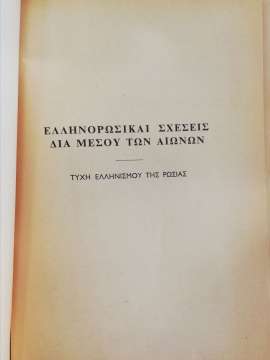 ΕΛΛΗΝΟΡΩΣΙΚΑΙ ΣΧΕΣΕΙΣ
ΔΙΑ ΜΕΣΟΥ ΤΩΝ ΑΙΩΝΩΝ
ΤΥΧΗ ΕΛΛΗΝΙΣΜΟΥ ΤΗΣ ΡΩΣΙΑΣ